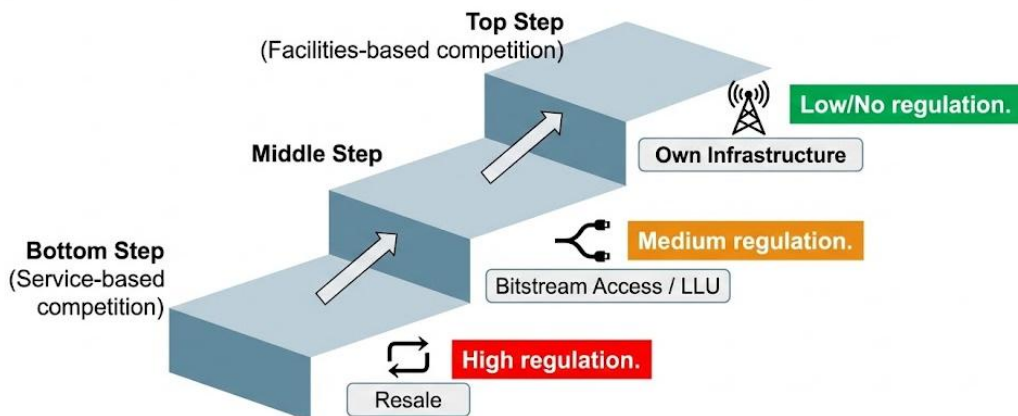 Top Step
(Facilities-based competition)
Low/No regulation.
Own Infrastructure
Middle Step
Medium regulation.
Bitstream Access / LLU
Bottom Step
(Service-based
competition)
High regulation.
Resale